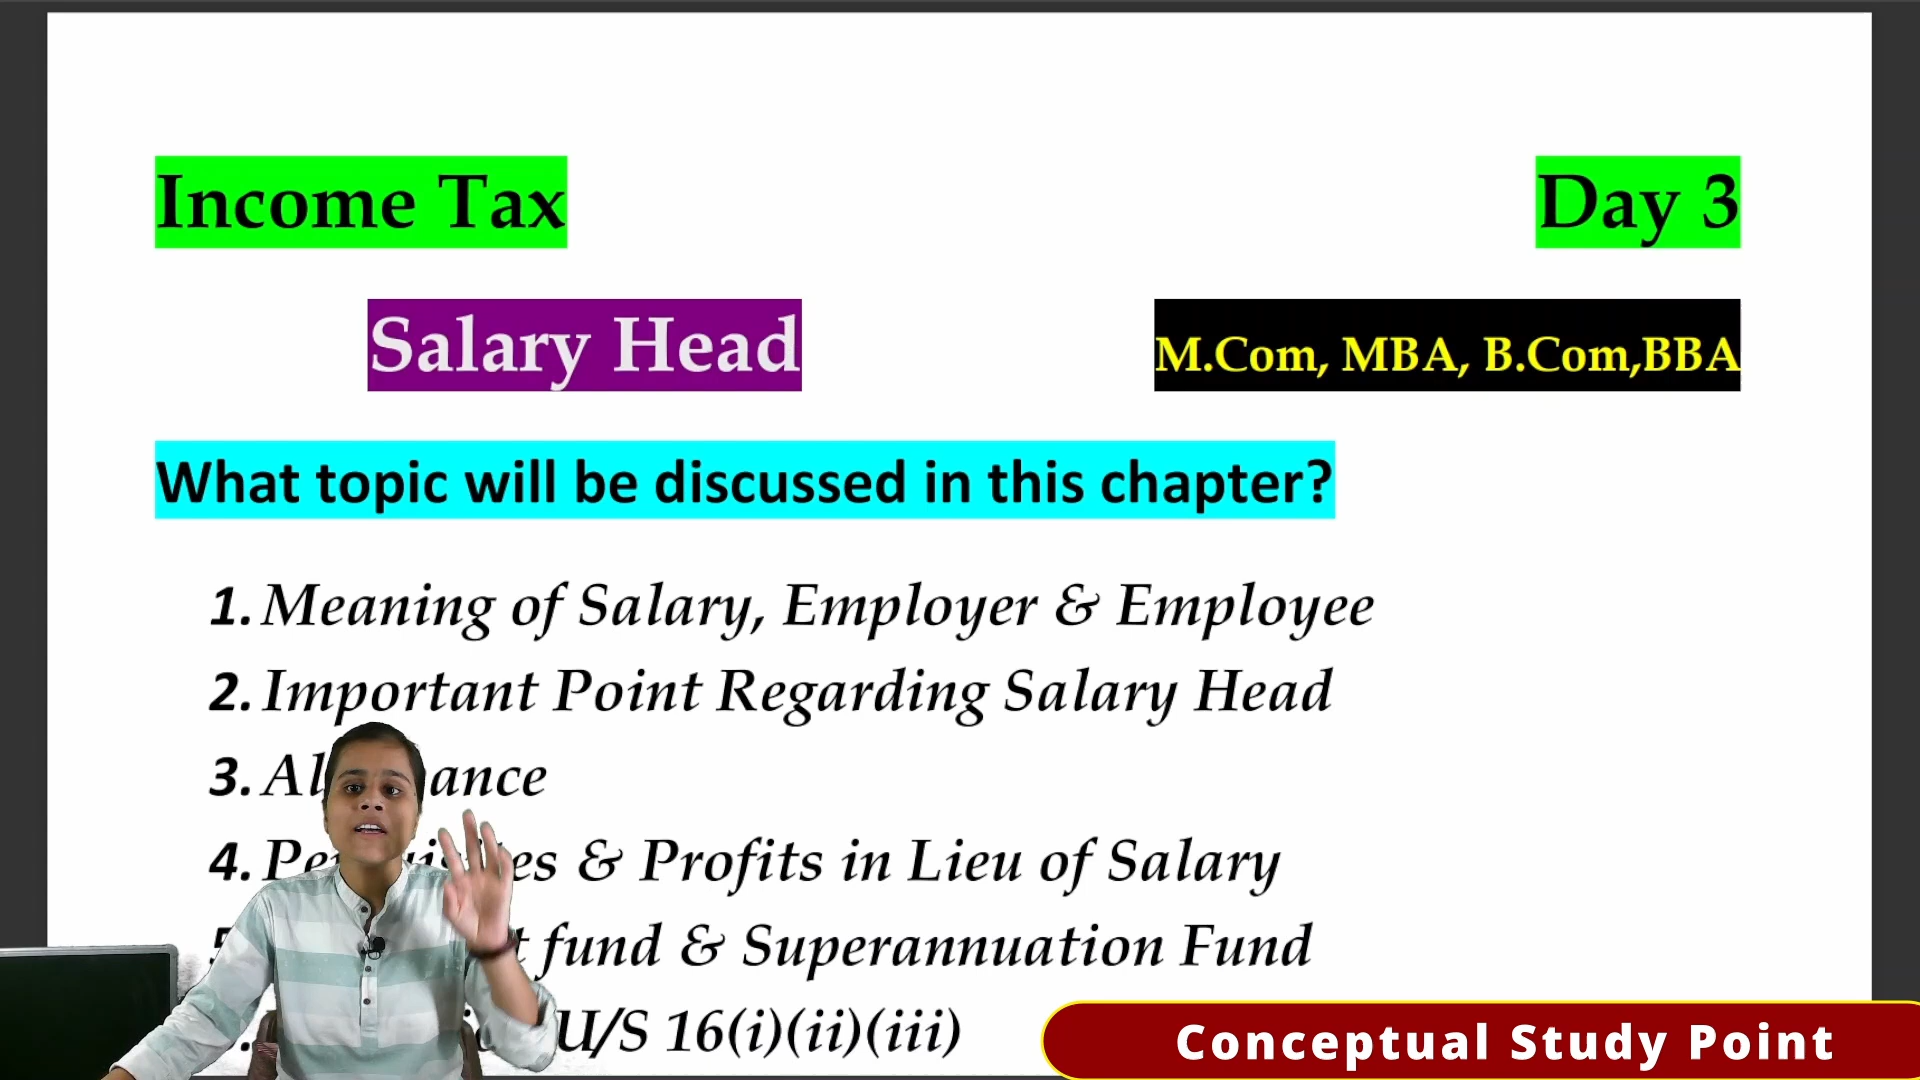 Income Tax
Day 3
Salary Head
M.Com, MBA, B.Com,BBA
What topic will be discussed in this chapter?
1. Meaning of Salary, Employer & Employee
2. Important Point Regarding Salary Head
3.
4. & Profits in Lieu of Salary
fund & Superannuation Fund
U/S 16(i)(ii)(iii)
Conceptual Study Point